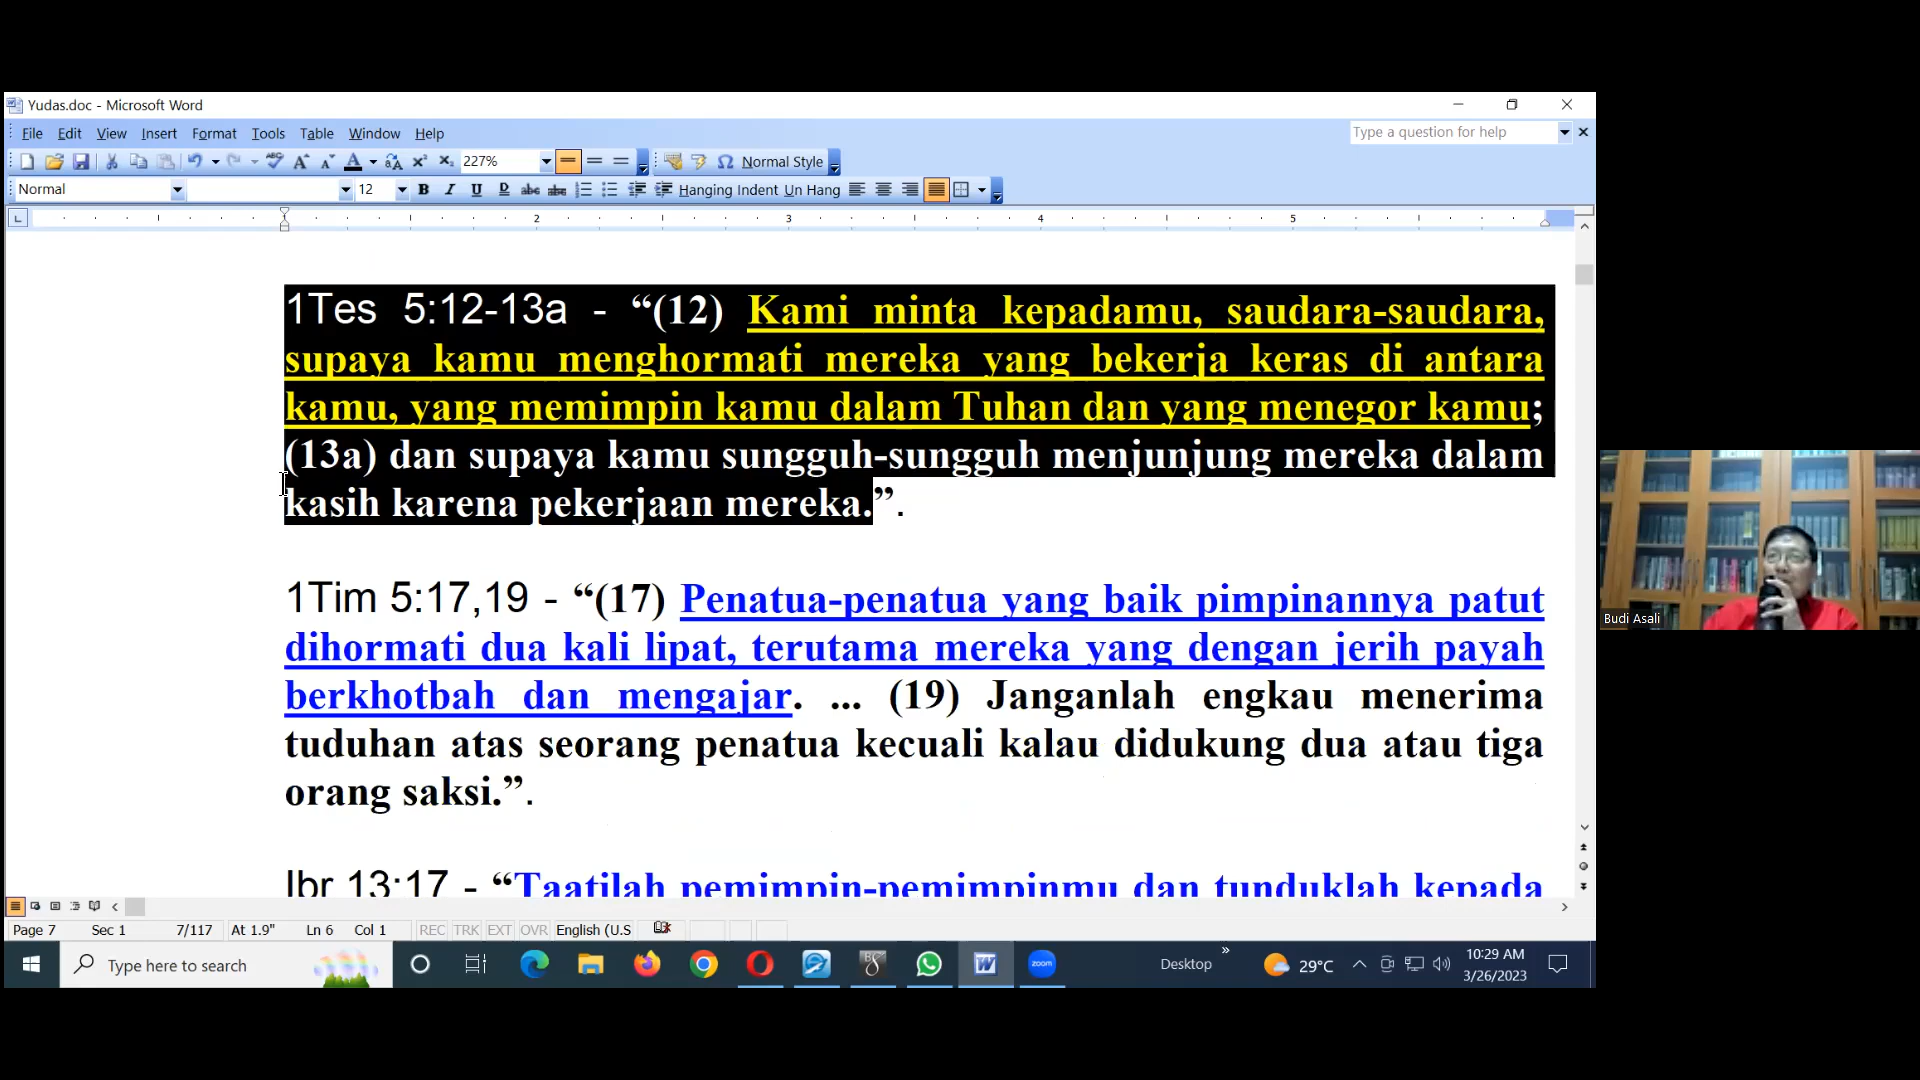 Yudas.doc - Microsoft Word
File Edit View Insert Format Tools Table Window Help
Type a question for help
227%
Normal Style
Normal
12
Hanging Indent Un Hang
1 2 3 4 5
1Tes 5:12-13a - “(12) Kami minta kepadamu, saudara-saudara,
supaya kamu menghormati mereka yang bekerja keras di antara
kamu, yang memimpin kamu dalam Tuhan dan yang menegor kamu;
(13a) dan supaya kamu sungguh-sungguh menjunjung mereka dalam
kasih karena pekerjaan mereka.”.
1Tim 5:17,19 - “(17) Penatua-penatua yang baik pimpinannya patut
dihormati dua kali lipat, terutama mereka yang dengan jerih payah
berkhotbah dan mengajar. ... (19) Janganlah engkau menerima
tuduhan atas seorang penatua kecuali kalau didukung dua atau tiga
orang saksi.”.
Ibr 13:17 - “Taatilah pemimpin-pemimpinmu dan tunduklah kepada
Budi Asali
Page 7 Sec 1 7/117 At 1.9" Ln 6 Col 1 REC TRK EXT OVR English (U.S
Type here to search
zoom
Desktop
29°C
10:29 AM
3/26/2023